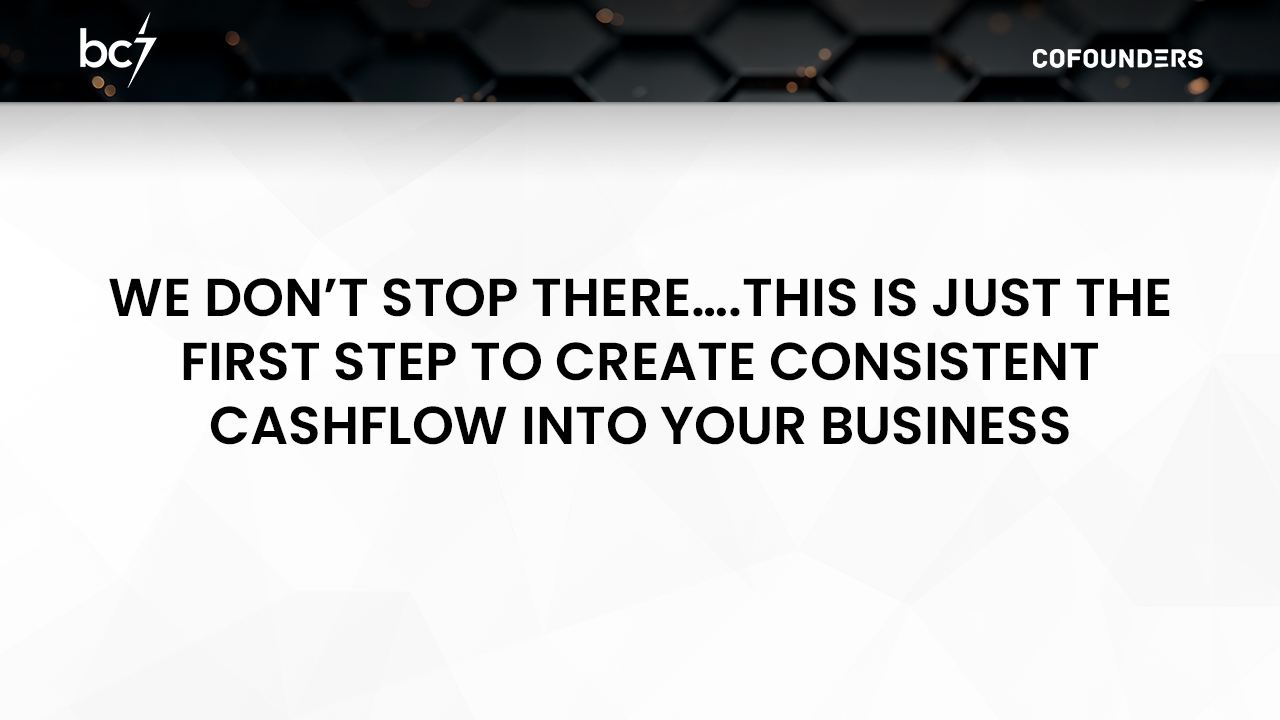 bc7
COFOUNDERS
WE DON’T STOP THERE....THIS IS JUST THE
FIRST STEP TO CREATE CONSISTENT
CASHFLOW INTO YOUR BUSINESS